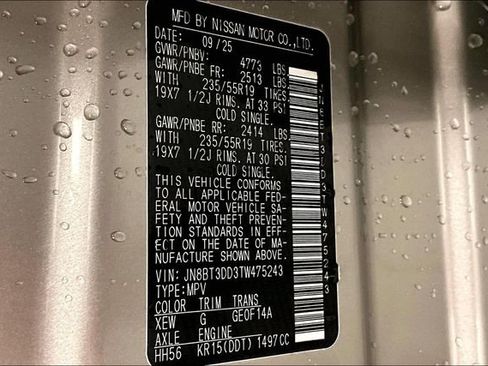 MFD BY NISSAN MOTOR CO.,LTD.
DATE: 09/25
GVWR/PNBV: 4773 LBS
GAWR/PNBE FR: 2513 LBS
WITH 235/55R19 TIRES.
19X7 1/2J RIMS. AT 33 PSI
COLD SINGLE.
GAWR/PNBE RR: 2414 LBS
WITH 235/55R19 TIRES.
19X7 1/2J RIMS. AT 30 PSI
COLD SINGLE.
THIS VEHICLE CONFORMS
TO ALL APPLICABLE FED-
ERAL MOTOR VEHICLE SA-
FETY AND THEFT PREVEN-
TION STANDARDS IN EFF-
ECT ON THE DATE OF MA-
NUFACTURE SHOWN ABOVE.
VIN: JN8BT3DD3TW475243
TYPE:MPV
COLOR TRIM TRANS
XEW G GE0F14A
AXLE ENGINE
HH56 KR15(DDT) 1497CC